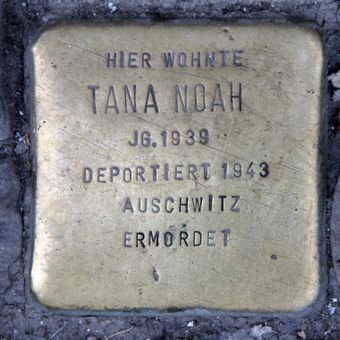 HIER WOHNTE
TANA NOAH
JG. 1939
DEPORTIERT 1943
AUSCHWITZ
ERMORDET